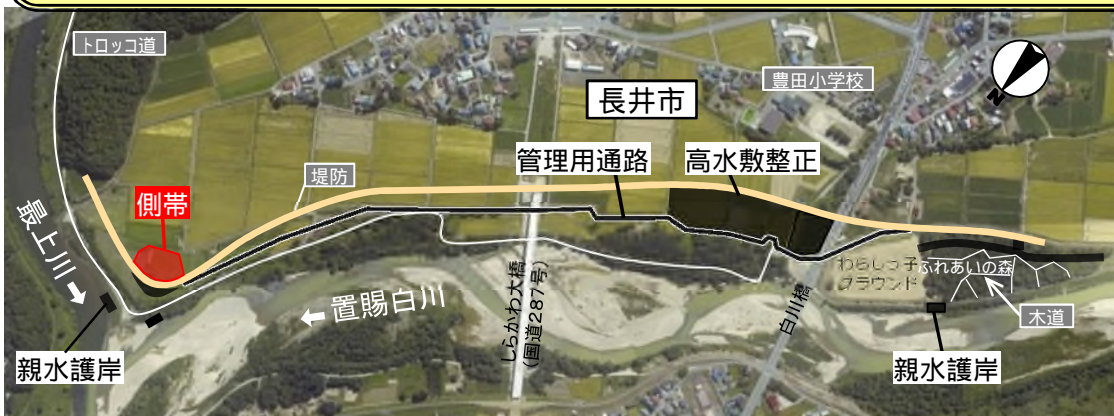 トロッコ道
豊田小学校
長井市
N
管理用通路
高水敷整正
堤防
側帯
最上川
置賜白川
しらかわ大橋
(国道287号)
白川橋
わらしっ子
グラウンド
ふれあいの森
木道
親水護岸
親水護岸